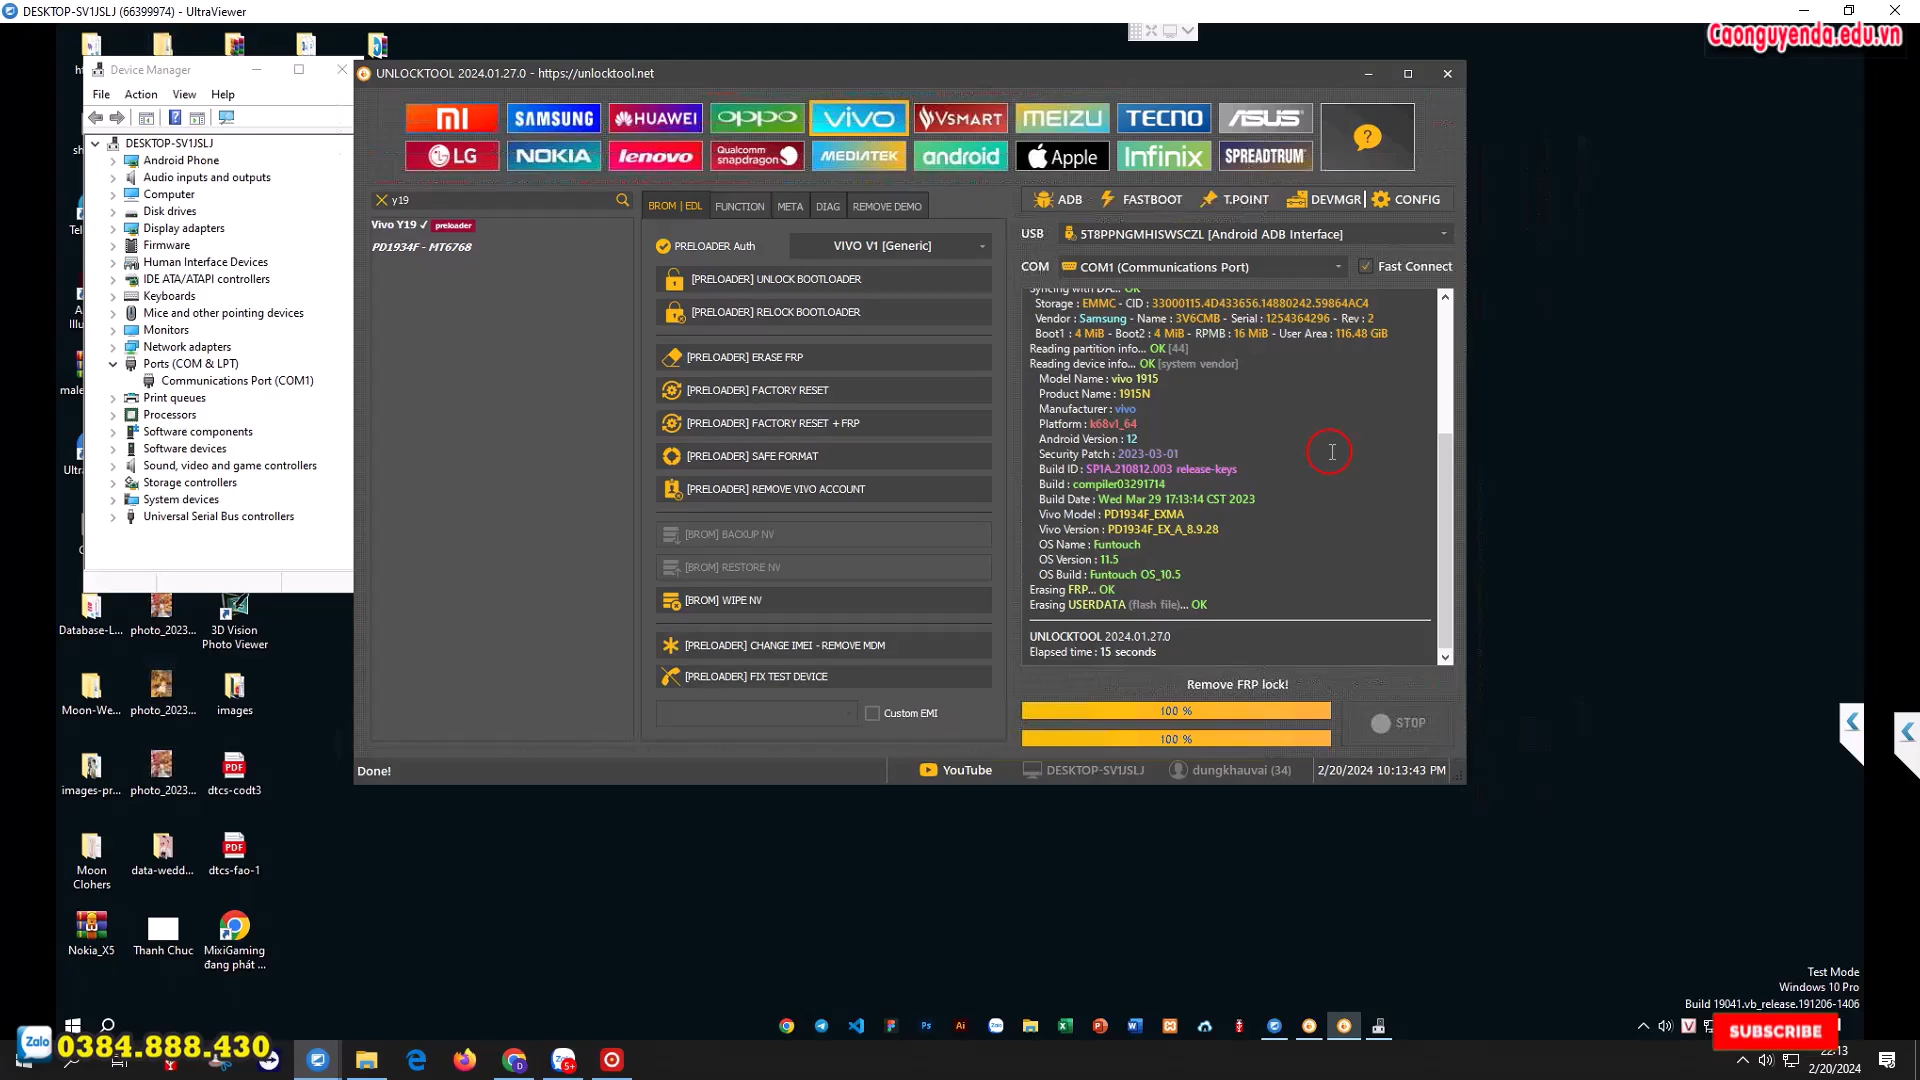 DESKTOP-SV1JSLJ (66399974) - UltraViewer
Caonguyenda.edu.vn
Device Manager
File Action View Help
DESKTOP-SV1JSLJ
Android Phone
Audio inputs and outputs
Computer
Disk drives
Display adapters
Firmware
Human Interface Devices
IDE ATA/ATAPI controllers
Keyboards
Mice and other pointing devices
Monitors
Network adapters
Ports (COM & LPT)
Communications Port (COM1)
Print queues
Processors
Software components
Software devices
Sound, video and game controllers
Storage controllers
System devices
Universal Serial Bus controllers
UNLOCKTOOL 2024.01.27.0 - https://unlocktool.net
SAMSUNG HUAWEI oppo vivo VSMART MEIZU TECNO ASUS
LG NOKIA lenovo Qualcomm snapdragon MEDIATEK android Apple Infinix SPREADTRUM
y19
Vivo Y19 ✓ preloader
PD1934F - MT6768
BROM | EDL FUNCTION META DIAG REMOVE DEMO
PRELOADER Auth VIVO V1 [Generic]
[PRELOADER] UNLOCK BOOTLOADER
[PRELOADER] RELOCK BOOTLOADER
[PRELOADER] ERASE FRP
[PRELOADER] FACTORY RESET
[PRELOADER] FACTORY RESET + FRP
[PRELOADER] SAFE FORMAT
[PRELOADER] REMOVE VIVO ACCOUNT
[BROM] BACKUP NV
[BROM] RESTORE NV
[BROM] WIPE NV
[PRELOADER] CHANGE IMEI - REMOVE MDM
[PRELOADER] FIX TEST DEVICE
Custom EMI
ADB FASTBOOT T.POINT DEVMGR CONFIG
USB 5T8PPNGMHISWSCZL [Android ADB Interface]
COM COM1 (Communications Port) Fast Connect
Syncing with DA... OK
Storage : EMMC - CID : 33000115.4D433656.14880242.59864AC4
Vendor : Samsung - Name : 3V6CMB - Serial : 1254364296 - Rev : 2
Boot1 : 4 MiB - Boot2 : 4 MiB - RPMB : 16 MiB - User Area : 116.48 GiB
Reading partition info... OK [44]
Reading device info... OK [system vendor]
Model Name : vivo 1915
Product Name : 1915N
Manufacturer : vivo
Platform : k68v1_64
Android Version : 12
Security Patch : 2023-03-01
Build ID : SP1A.210812.003 release-keys
Build : compiler03291714
Build Date : Wed Mar 29 17:13:14 CST 2023
Vivo Model : PD1934F_EXMA
Vivo Version : PD1934F_EX_A_8.9.28
OS Name : Funtouch
OS Version : 11.5
OS Build : Funtouch OS_10.5
Erasing FRP... OK
Erasing USERDATA (flash file)... OK
UNLOCKTOOL 2024.01.27.0
Elapsed time : 15 seconds
Remove FRP lock!
100 %
100 %
STOP
Done! YouTube DESKTOP-SV1JSLJ dungkhauvai (34) 2/20/2024 10:13:43 PM
Database-L... photo_2023... 3D Vision
Photo Viewer
Moon-We... photo_2023... images
images-pr... photo_2023... dtcs-codt3
Moon
Clohers
data-wedd... dtcs-fao-1
Nokia_X5 Thanh Chuc MixiGaming
đang phát ...
Test Mode
Windows 10 Pro
Build 19041.vb_release.191206-1406
Zalo 0384.888.430
SUBSCRIBE
22:13
2/20/2024